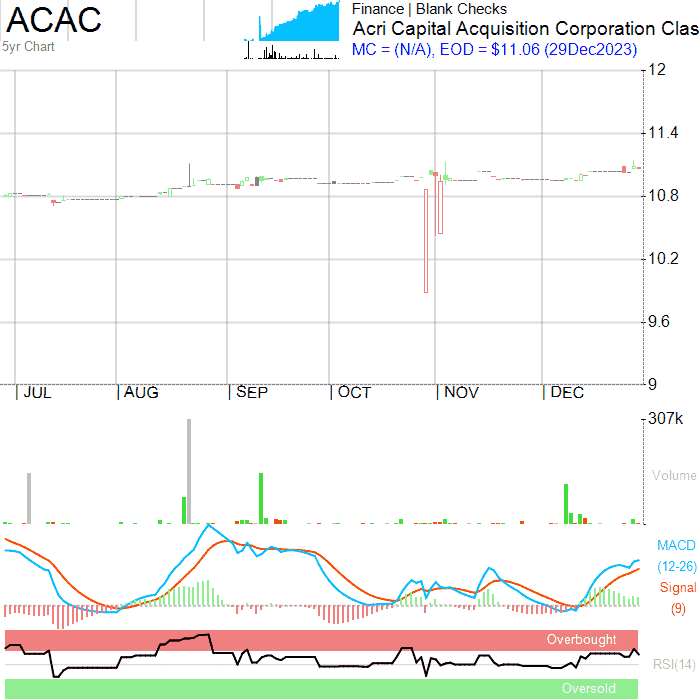 ACAC
5yr Chart
Finance | Blank Checks
Acri Capital Acquisition Corporation Clas
MC = (N/A), EOD = $11.06 (29Dec2023)
12
11.4
10.8
10.2
9.6
9
JUL AUG SEP OCT NOV DEC
307k
Volume
MACD
(12-26)
Signal
(9)
Overbought
RSI(14)
Oversold